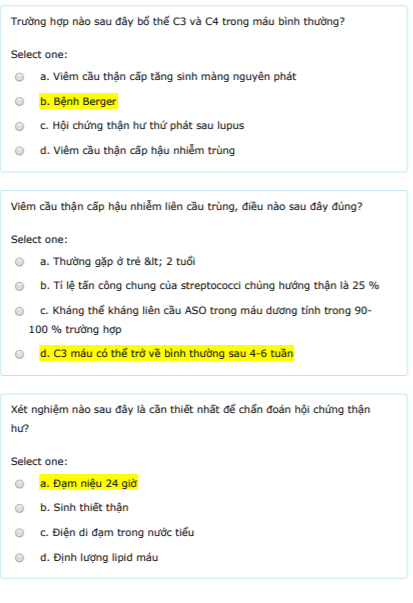 Trường hợp nào sau đây bổ thể C3 và C4 trong máu bình thường?
Select one:
a. Viêm cầu thận cấp tăng sinh màng nguyên phát
b. Bệnh Berger
c. Hội chứng thận hư thứ phát sau lupus
d. Viêm cầu thận cấp hậu nhiễm trùng
Viêm cầu thận cấp hậu nhiễm liên cầu trùng, điều nào sau đây đúng?
Select one:
a. Thường gặp ở trẻ &lt; 2 tuổi
b. Tỉ lệ tấn công chung của streptococci chủng hướng thận là 25 %
c. Kháng thể kháng liên cầu ASO trong máu dương tính trong 90-
100 % trường hợp
d. C3 máu có thể trở về bình thường sau 4-6 tuần
Xét nghiệm nào sau đây là cần thiết nhất để chẩn đoán hội chứng thận
hư?
Select one:
a. Đạm niệu 24 giờ
b. Sinh thiết thận
c. Điện di đạm trong nước tiểu
d. Định lượng lipid máu